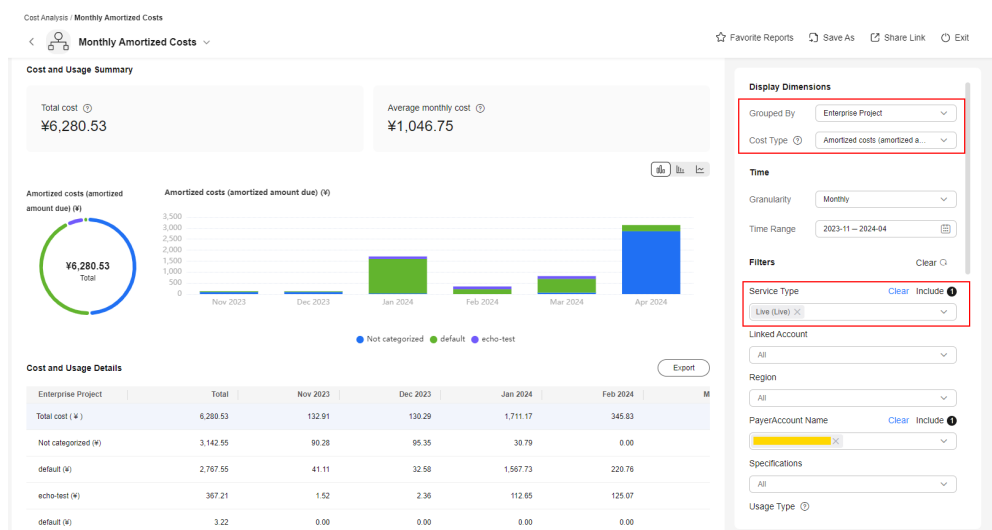 Cost Analysis / Monthly Amortized Costs
Monthly Amortized Costs
Favorite Reports Save As Share Link Exit
Cost and Usage Summary
Total cost
¥6,280.53
Average monthly cost
¥1,046.75
Amortized costs (amortized
amount due) (¥)
¥6,280.53
Total
Amortized costs (amortized amount due) (¥)
3,500
3,000
2,500
2,000
1,500
1,000
500
0
Nov 2023 Dec 2023 Jan 2024 Feb 2024 Mar 2024 Apr 2024
Not categorized default echo-test
Cost and Usage Details
Export
Enterprise Project Total Nov 2023 Dec 2023 Jan 2024 Feb 2024 M
Total cost (¥) 6,280.53 132.91 130.29 1,711.17 345.83
Not categorized (¥) 3,142.55 90.28 95.35 30.79 0.00
default (¥) 2,767.55 41.11 32.58 1,567.73 220.76
echo-test (¥) 367.21 1.52 2.36 112.65 125.07
default (¥) 3.22 0.00 0.00 0.00 0.00
Display Dimensions
Grouped By Enterprise Project
Cost Type Amortized costs (amortized a...
Time
Granularity Monthly
Time Range 2023-11 – 2024-04
Filters Clear
Service Type Clear Include 1
Live (Live)
Linked Account
All
Region
All
PayerAccount Name Clear Include 1
Specifications
All
Usage Type